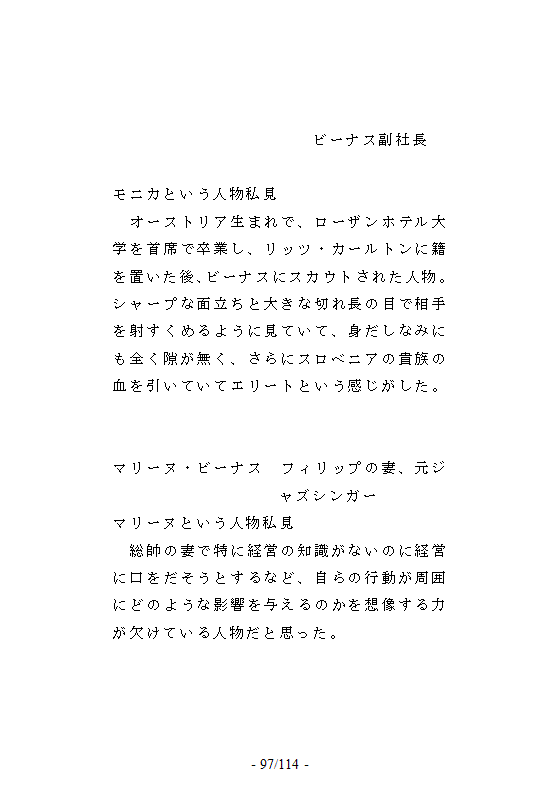 ビーナス副社長
モニカという人物私見
　オーストリア生まれで、ローザンホテル大
学を首席で卒業し、リッツ・カールトンに籍
を置いた後、ビーナスにスカウトされた人物。
シャープな面立ちと大きな切れ長の目で相手
を射すくめるように見ていて、身だしなみに
も全く隙が無く、さらにスロベニアの貴族の
血を引いていてエリートという感じがした。
マリーヌ・ビーナス　フィリップの妻、元ジ
ャズシンガー
マリーヌという人物私見
　総帥の妻で特に経営の知識がないのに経営
に口をだそうとするなど、自らの行動が周囲
にどのような影響を与えるのかを想像する力
が欠けている人物だと思った。
- 97/114 -